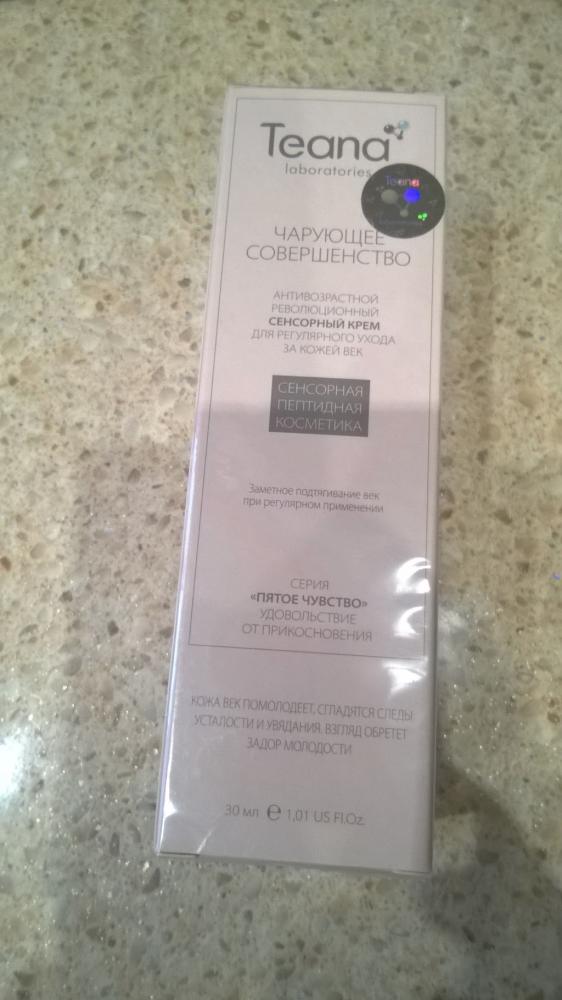 Teana
laboratories
Teana
ЧАРУЮЩЕЕ
СОВЕРШЕНСТВО
АНТИВОЗРАСТНОЙ
РЕВОЛЮЦИОННЫЙ
СЕНСОРНЫЙ КРЕМ
ДЛЯ РЕГУЛЯРНОГО УХОДА
ЗА КОЖЕЙ ВЕК
СЕНСОРНАЯ
ПЕПТИДНАЯ
КОСМЕТИКА
Заметное подтягивание век
при регулярном применении
СЕРИЯ
«ПЯТОЕ ЧУВСТВО»
УДОВОЛЬСТВИЕ
ОТ ПРИКОСНОВЕНИЯ
КОЖА ВЕК ПОМОЛОДЕЕТ, СГЛАДЯТСЯ СЛЕДЫ
УСТАЛОСТИ И УВЯДАНИЯ, ВЗГЛЯД ОБРЕТЕТ
ЗАДОР МОЛОДОСТИ
30 мл e 1,01 US Fl.Oz.